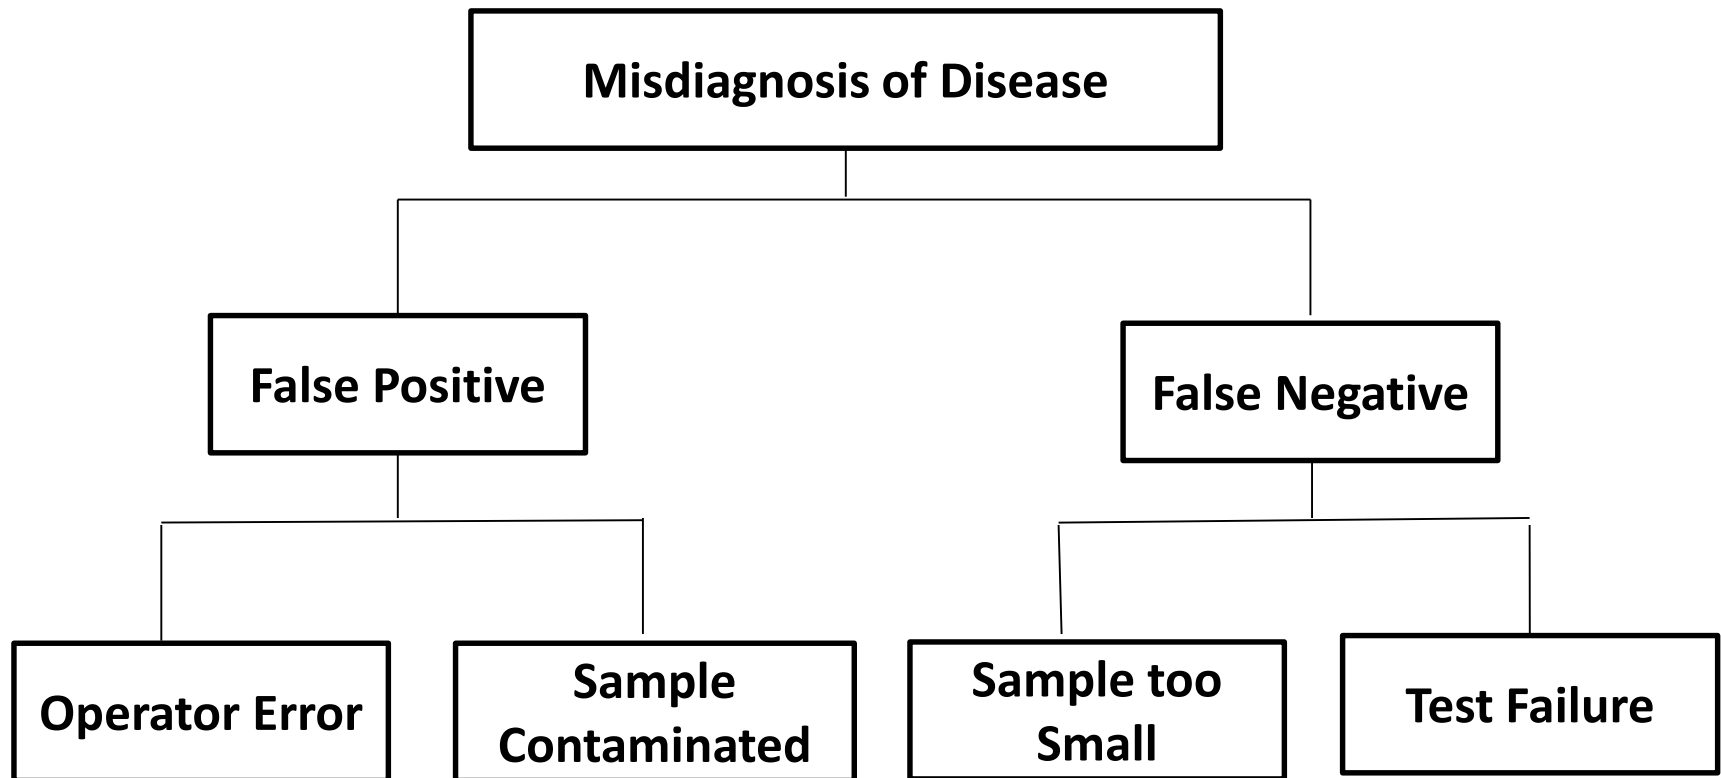 Misdiagnosis of Disease
False Positive
False Negative
Operator Error
Sample
Contaminated
Sample too
Small
Test Failure